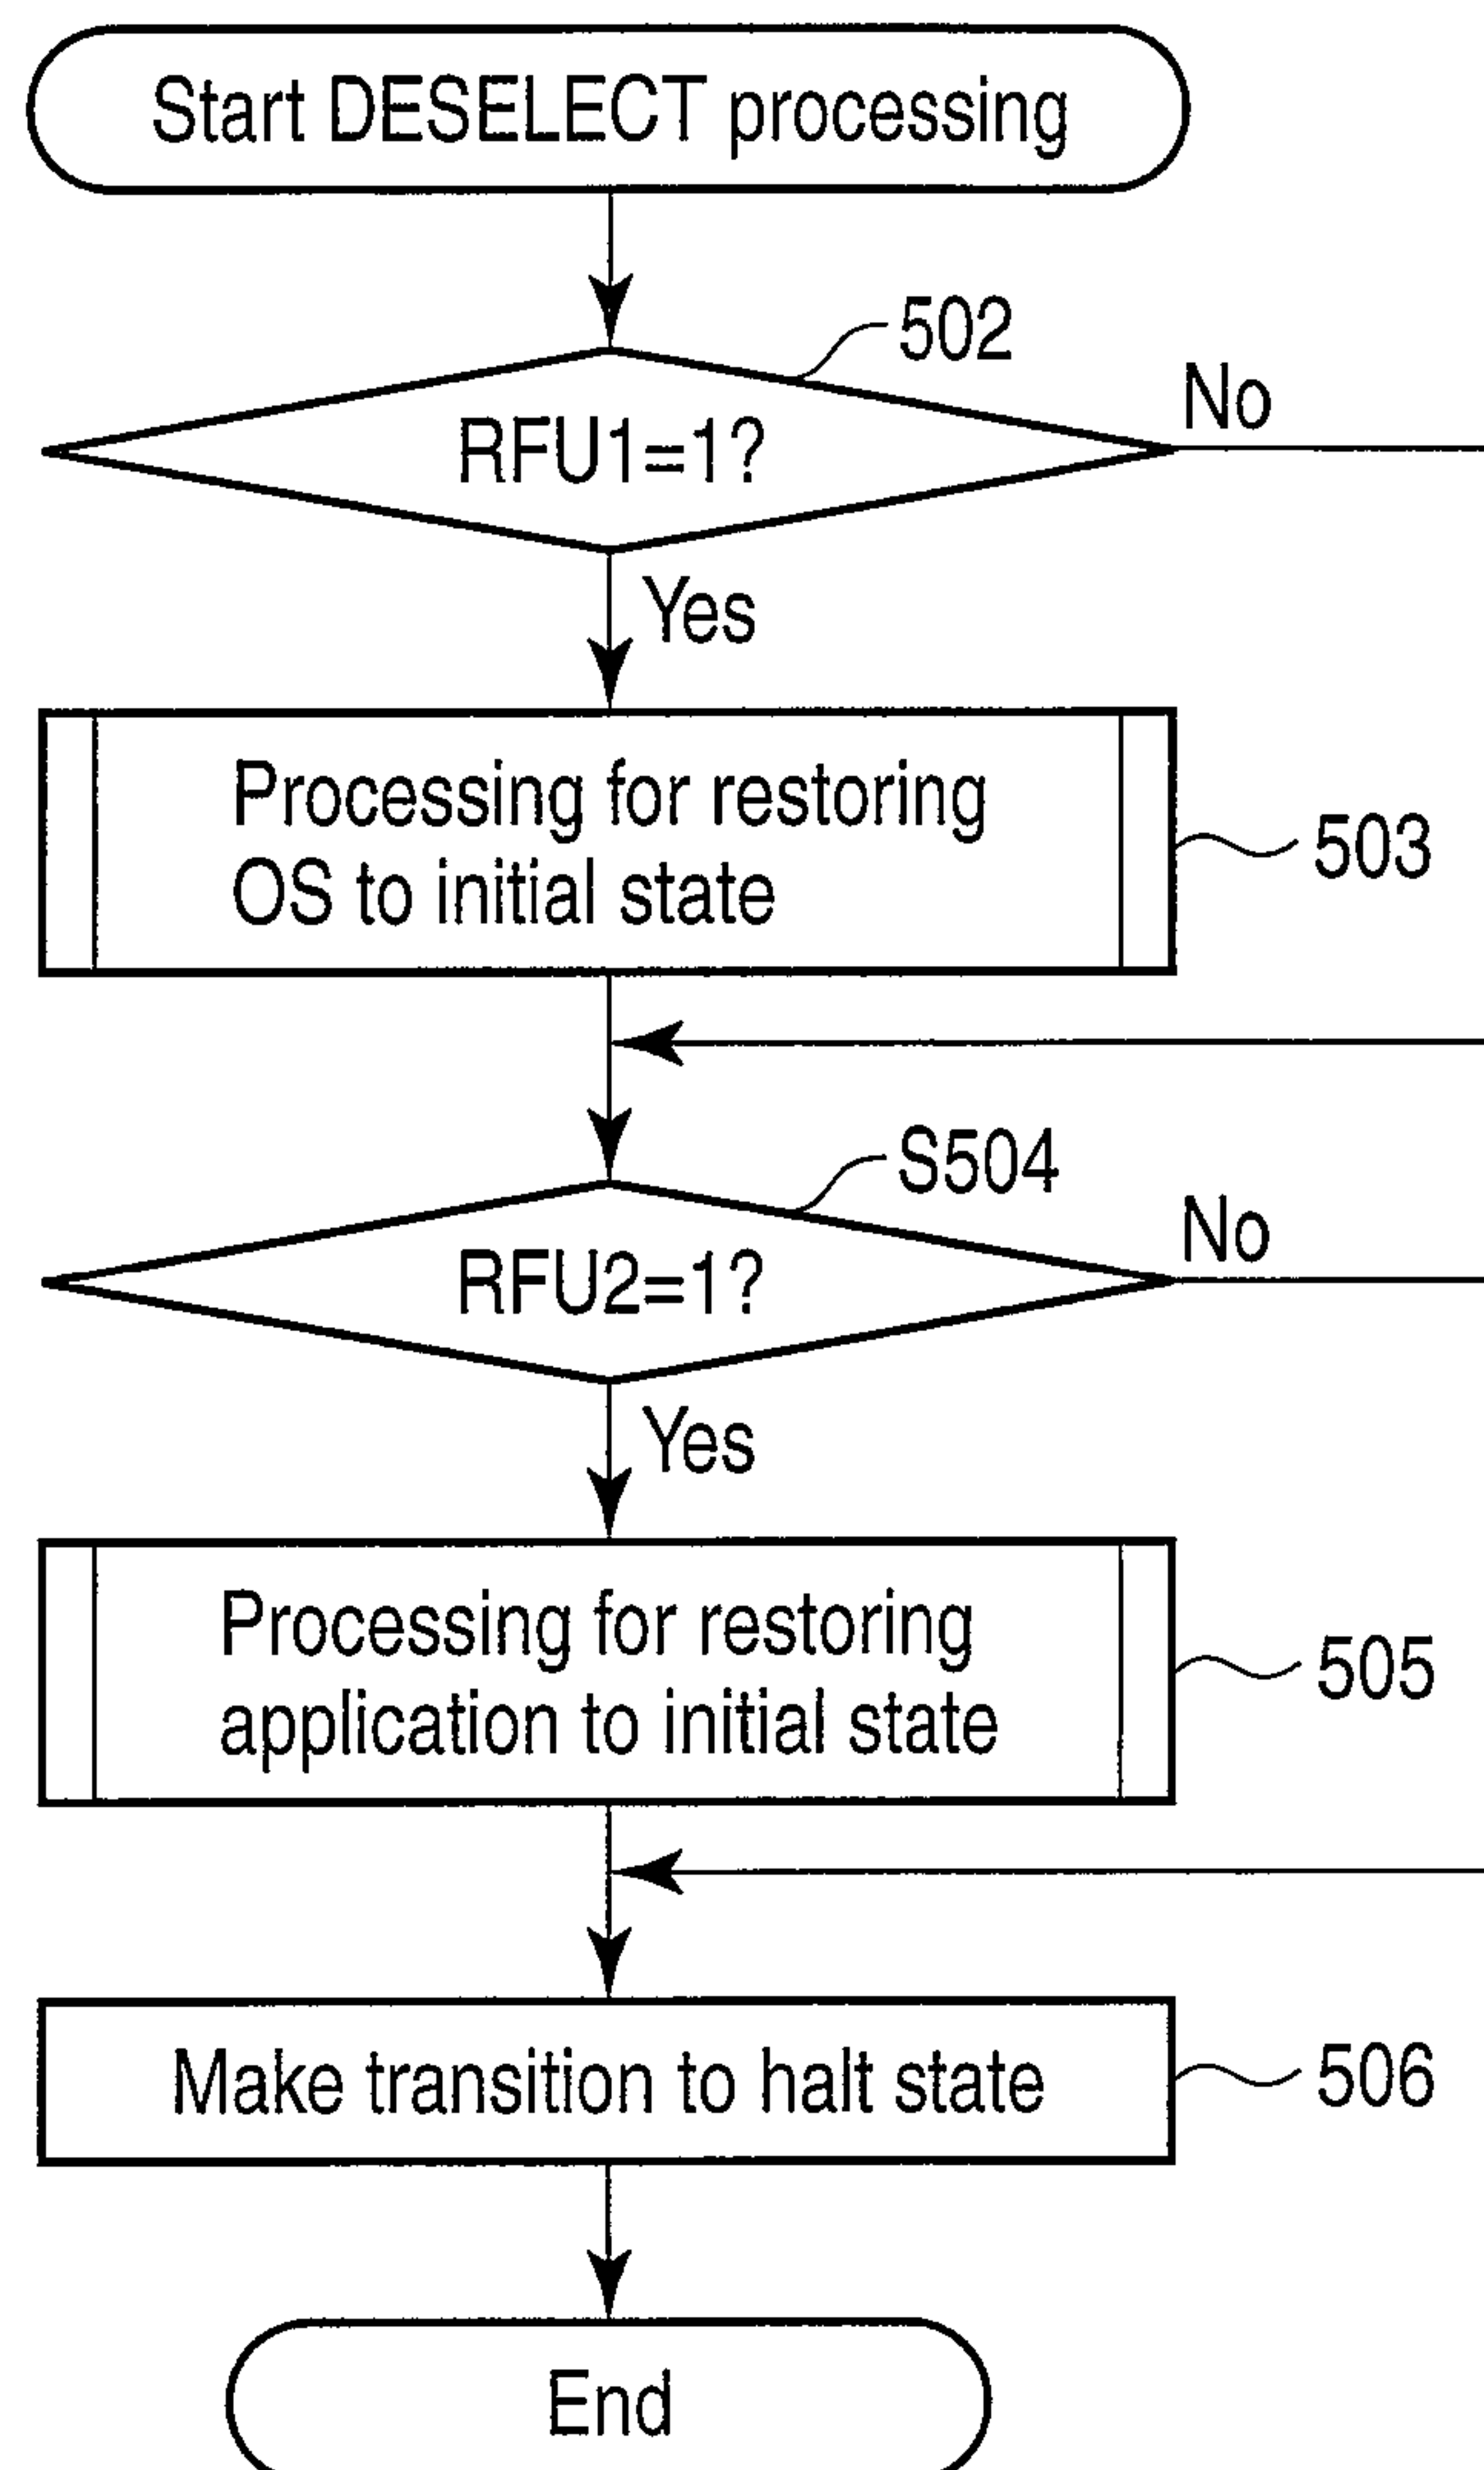 Start DESELECT processing
502
No
RFU1=1?
Yes
Processing for restoring
OS to initial state
503
S504
No
RFU2=1?
Yes
Processing for restoring
application to initial state
505
Make transition to halt state
506
End